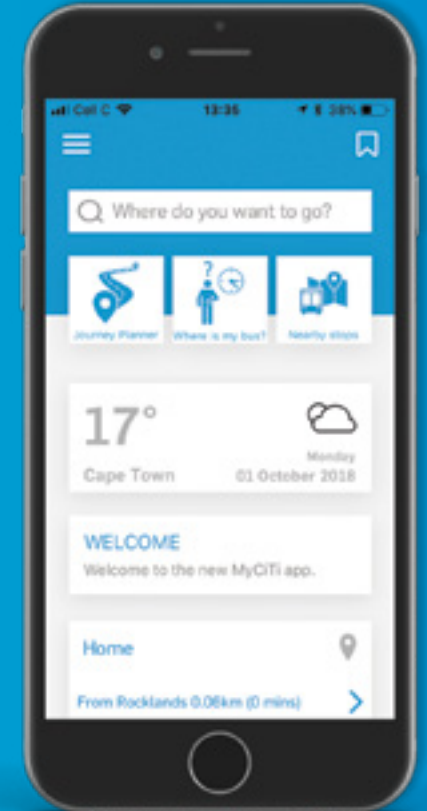 Cell C 13:35 38%
Where do you want to go?
?
Journey Planner Where is my bus? Nearby stops
17°
Monday
Cape Town 01 October 2018
WELCOME
Welcome to the new MyCiTi app.
Home
From Rocklands 0.06km (0 mins)